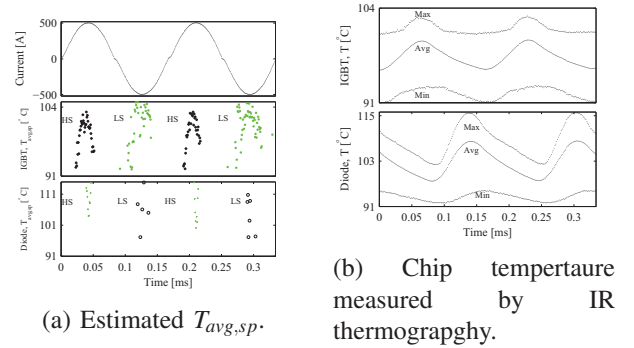 500
0
−500
Current [A]
104
91
IGBT, T_avg,sp [°C]
HS
LS
HS
LS
111
101
91
Diode, T_avg,sp [°C]
HS
LS
HS
LS
0 0.05 0.1 0.15 0.2 0.25 0.3
Time [ms]
(a) Estimated T_avg,sp.
104
91
IGBT, T [°C]
Max
Avg
Min
115
103
91
Diode, T [°C]
Max
Avg
Min
0 0.05 0.1 0.15 0.2 0.25 0.3
Time [ms]
(b) Chip tempertaure
measured by IR
thermograpghy.